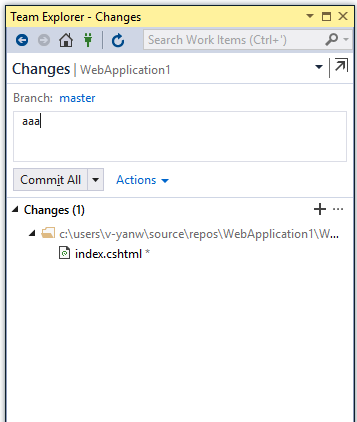 Team Explorer - Changes
Search Work Items (Ctrl+')
Changes | WebApplication1
Branch: master
aaa
Commit All
Actions
Changes (1)
c:\users\v-yanw\source\repos\WebApplication1\W...
index.cshtml *